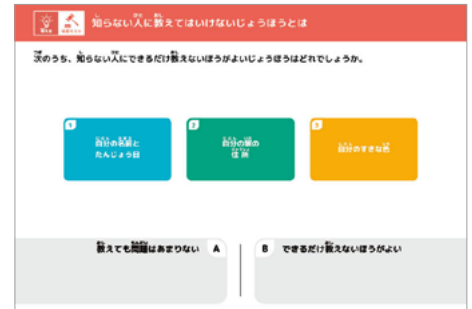 知らない人に教えてはいけないじょうほうとは
次のうち、知らない人にできるだけ教えないほうがよいじょうほうはどれでしょうか。
1
自分の名前と
たんじょう日
2
自分の家の
住所
3
自分のすきな色
教えても問題はあまりない A
B できるだけ教えないほうがよい